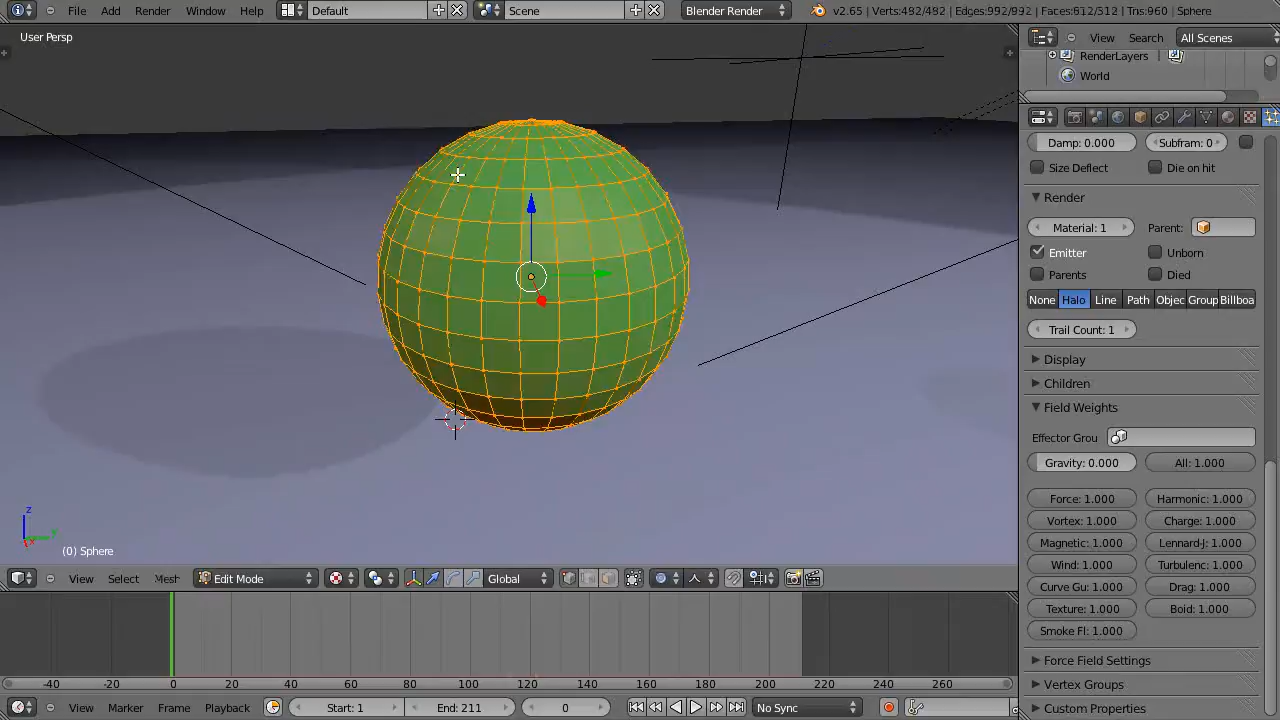 File Add Render Window Help Default Scene Blender Render v2.65 | Verts:482/482 | Edges:992/992 | Faces:512/512 | Tris:960 | Sphere
User Persp
View Search All Scenes
RenderLayers
World
Damp: 0.000 Subfram: 0
Size Deflect Die on hit
Render
Material: 1 Parent:
Emitter Unborn
Parents Died
None Halo Line Path Objec Group Billboa
Trail Count: 1
Display
Children
Field Weights
Effector Grou
Gravity: 0.000 All: 1.000
Force: 1.000 Harmonic: 1.000
Vortex: 1.000 Charge: 1.000
Magnetic: 1.000 Lennard-J: 1.000
Wind: 1.000 Turbulenc: 1.000
Curve Gu: 1.000 Drag: 1.000
Texture: 1.000 Boid: 1.000
Smoke Fl: 1.000
Force Field Settings
Vertex Groups
Custom Properties
z
y
x
(0) Sphere
View Select Mesh Edit Mode Global
-40 -20 0 20 40 60 80 100 120 140 160 180 200 220 240 260
View Marker Frame Playback Start: 1 End: 211 0 No Sync